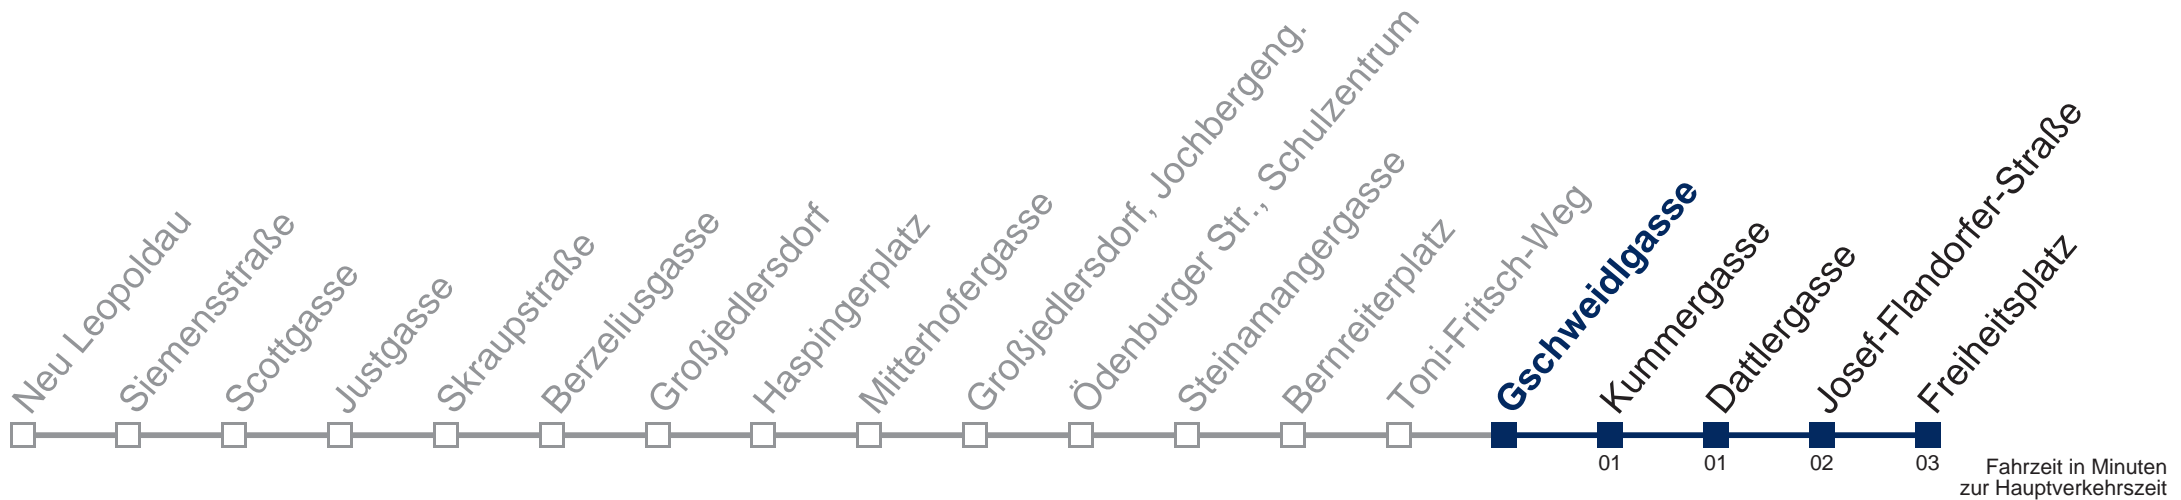 Neu Leopoldau
Siemensstraße
Scottgasse
Justgasse
Skraupstraße
Berzeliusgasse
Großjedlersdorf
Haspingerplatz
Mitterhofergasse
Großjedlersdorf, Jochbergeng.
Ödenburger Str., Schulzentrum
Steinamangergasse
Bernreiterplatz
Toni-Fritsch-Weg
Gschweidlgasse
Kummergasse
Dattlergasse
Josef-Flandorfer-Straße
Freiheitsplatz
01 01 02 03
Fahrzeit in Minuten
zur Hauptverkehrszeit